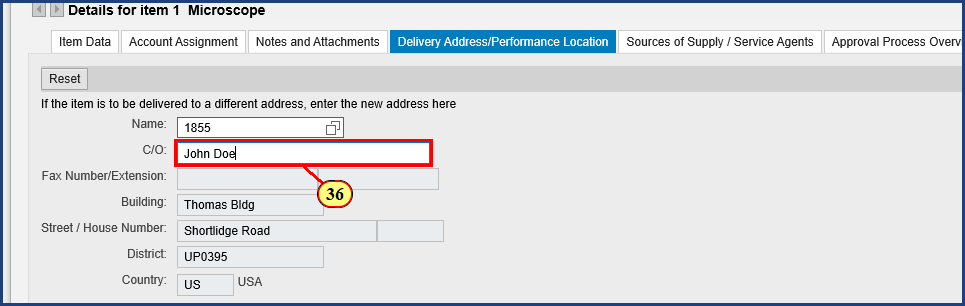 Details for item 1 Microscope
Item Data Account Assignment Notes and Attachments Delivery Address/Performance Location Sources of Supply / Service Agents Approval Process Overv
Reset
If the item is to be delivered to a different address, enter the new address here
Name: 1855
C/O: John Doe
Fax Number/Extension:
36
Building: Thomas Bldg
Street / House Number: Shortlidge Road
District: UP0395
Country: US USA